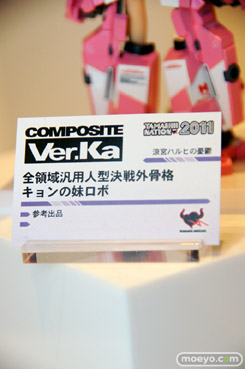 COMPOSITE
Ver.Ka
TAMASHII NATION 2011
涼宮ハルヒの憂鬱
全領域汎用人型決戦外骨格
キョンの妹ロボ
参考出品
moeyo.com